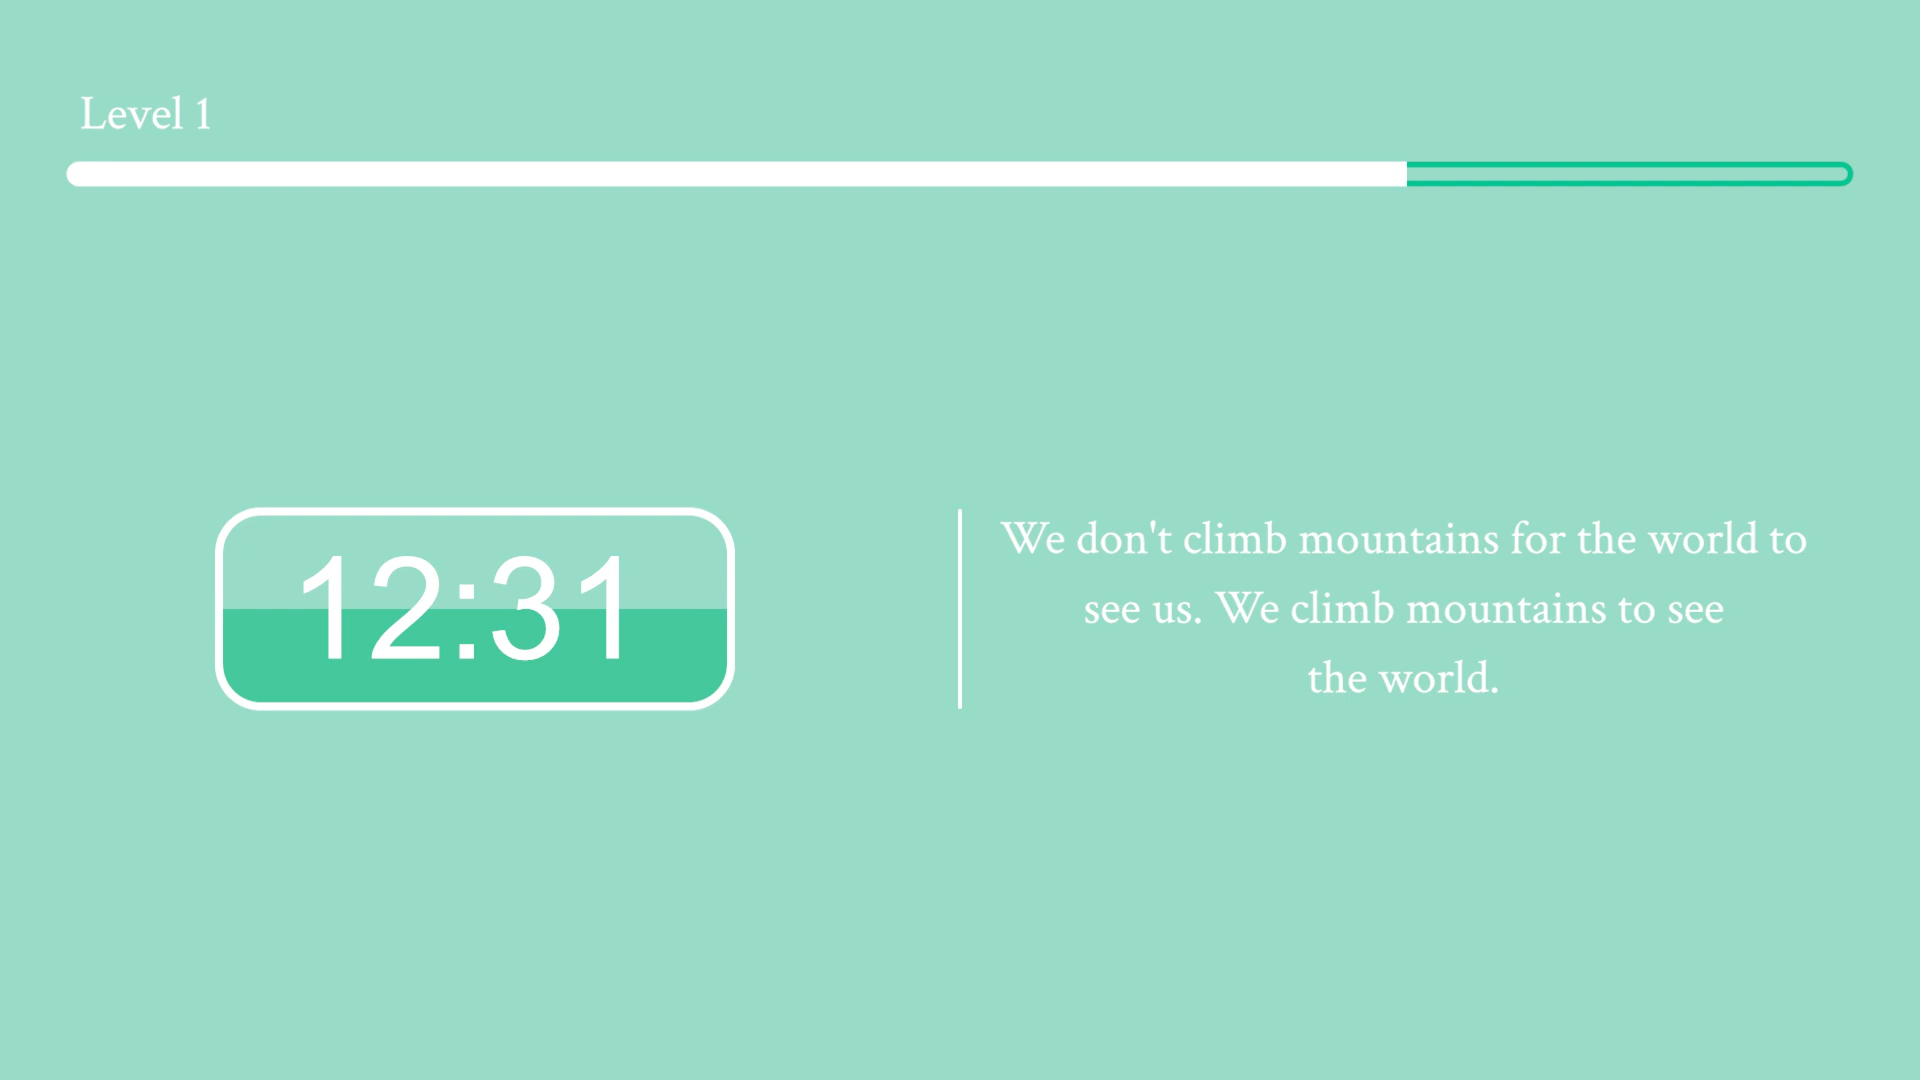 Level 1
12:31
We don't climb mountains for the world to
see us. We climb mountains to see
the world.